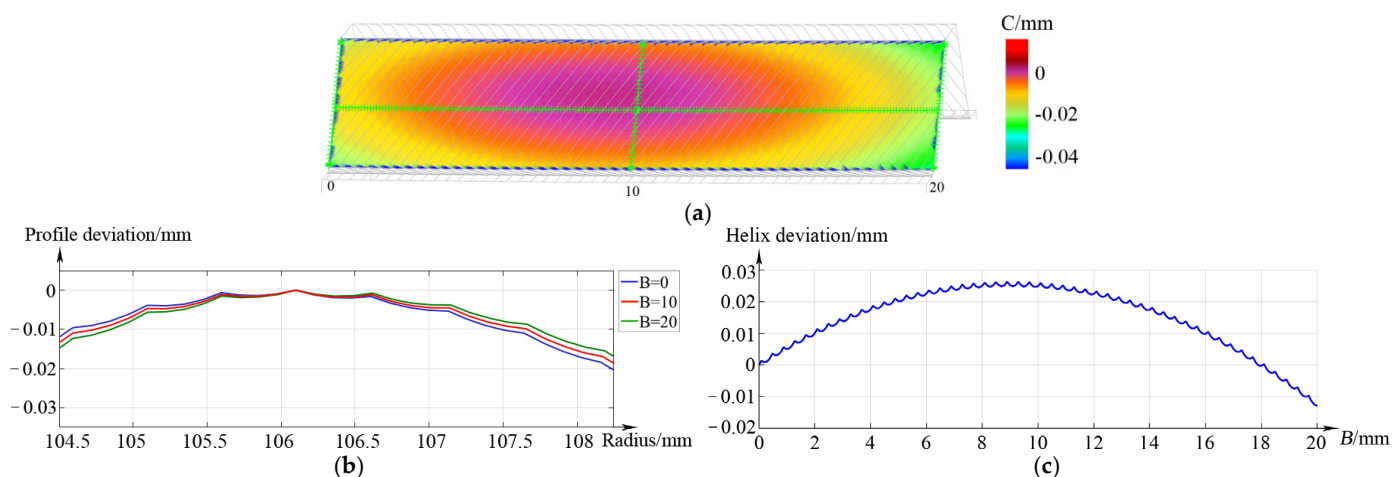 C/mm
0
-0.02
-0.04
0
10
20
(a)
Profile deviation/mm
0
−0.01
−0.02
−0.03
104.5 105 105.5 106 106.5 107 107.5 108 Radius/mm
B=0
B=10
B=20
(b)
Helix deviation/mm
0.03
0.02
0.01
0
−0.01
−0.02
0 2 4 6 8 10 12 14 16 18 20 B/mm
(c)